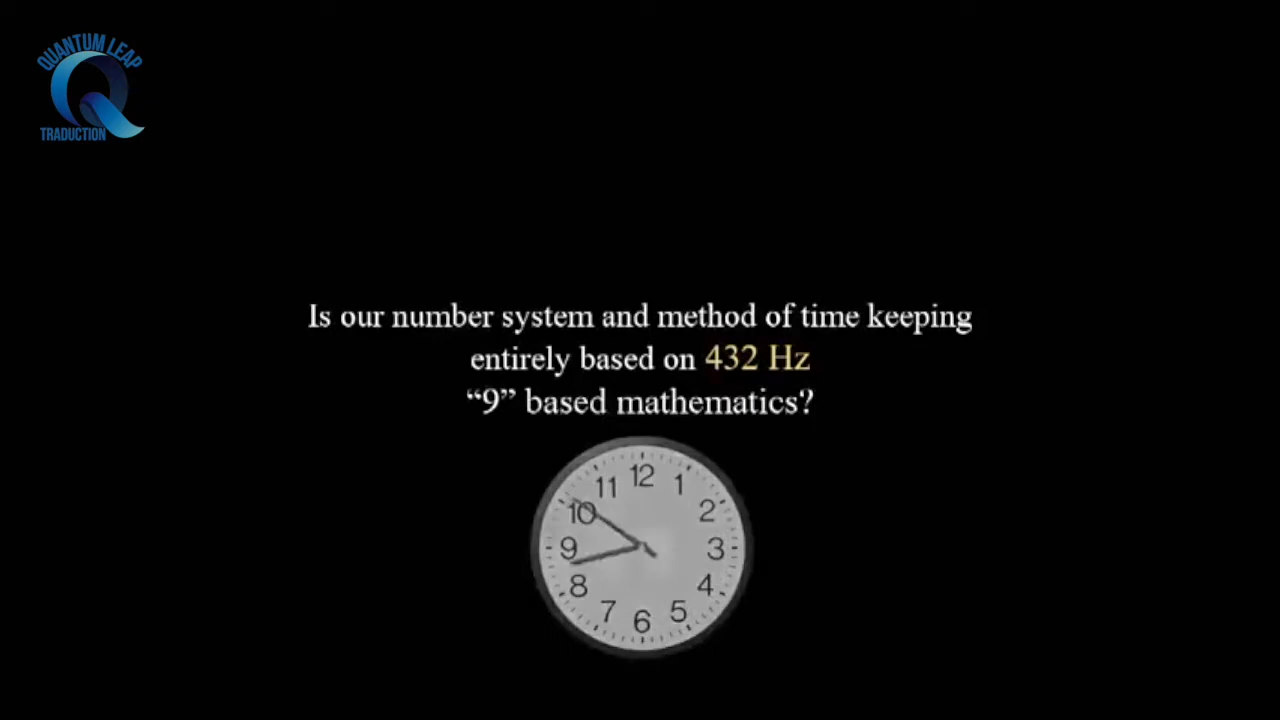 QUANTUM LEAP
TRADUCTION
Is our number system and method of time keeping
entirely based on 432 Hz
“9” based mathematics?
12
11 1
10 2
9 3
8 4
7 5
6